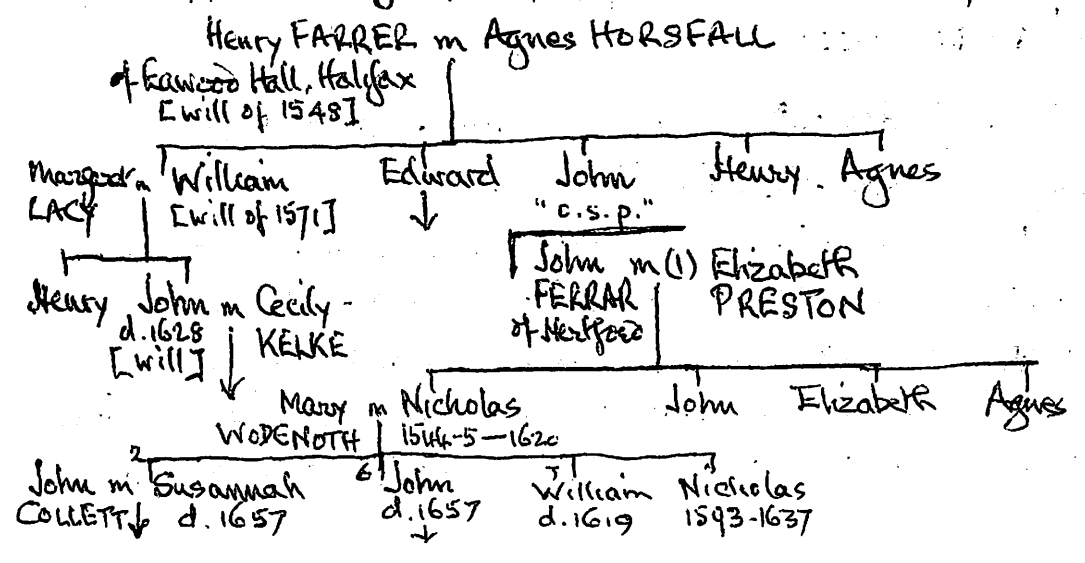 Henry FARRER m Agnes HORSFALL
of Eawood Hall, Halifax
[will of 1548]
Margaret m William Edward John Henry. Agnes
LACY [will of 1571] "c.s.p."
John m (1) Elizabeth
FERRAR PRESTON
of Hertford
Henry John m Cecily -
d.1628 KELKE
[will]
Mary m Nicholas John Elizabeth Agnes
WODENOTH 1544-5-1620
2 6 7
John m Susannah John William Nicholas
COLLETT d.1657 d.1657 d.1619 1593-1637